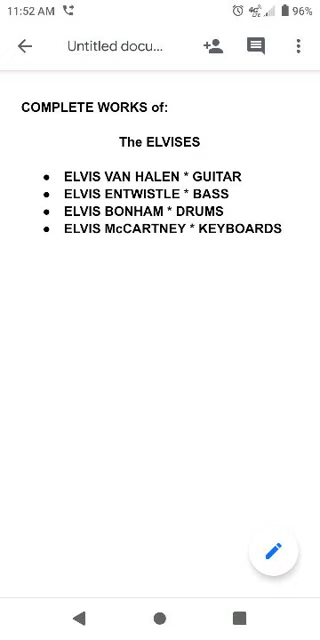 11:52 AM 96%
Untitled docu...
COMPLETE WORKS of:
The ELVISES
• ELVIS VAN HALEN * GUITAR
• ELVIS ENTWISTLE * BASS
• ELVIS BONHAM * DRUMS
• ELVIS McCARTNEY * KEYBOARDS